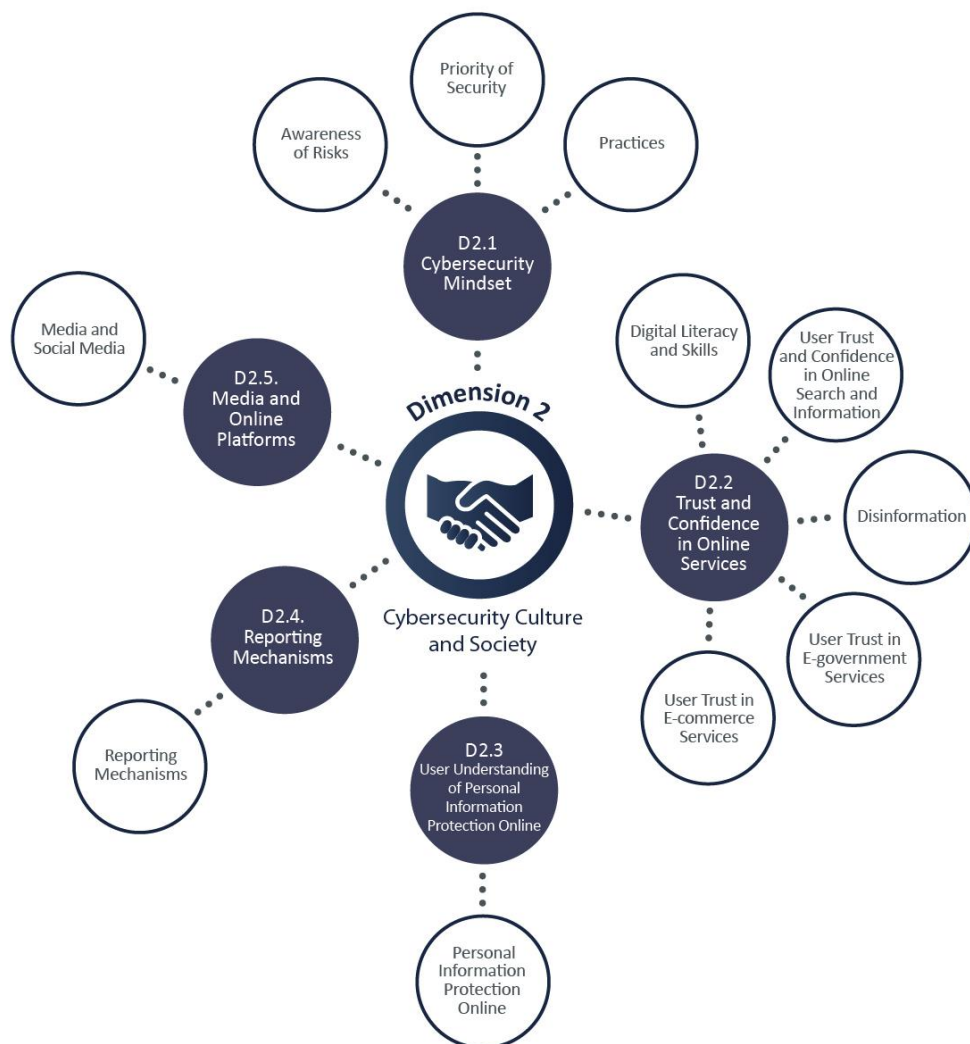 Priority of
Security
Awareness
of Risks
Practices
D2.1
Cybersecurity
Mindset
Media and
Social Media
D2.5.
Media and
Online
Platforms
Dimension 2
Cybersecurity Culture
and Society
Digital Literacy
and Skills
User Trust
and Confidence
in Online
Search and
Information
D2.2
Trust and
Confidence
in Online
Services
Disinformation
User Trust in
E-government
Services
User Trust in
E-commerce
Services
D2.4.
Reporting
Mechanisms
Reporting
Mechanisms
D2.3
User Understanding
of Personal
Information
Protection Online
Personal
Information
Protection
Online